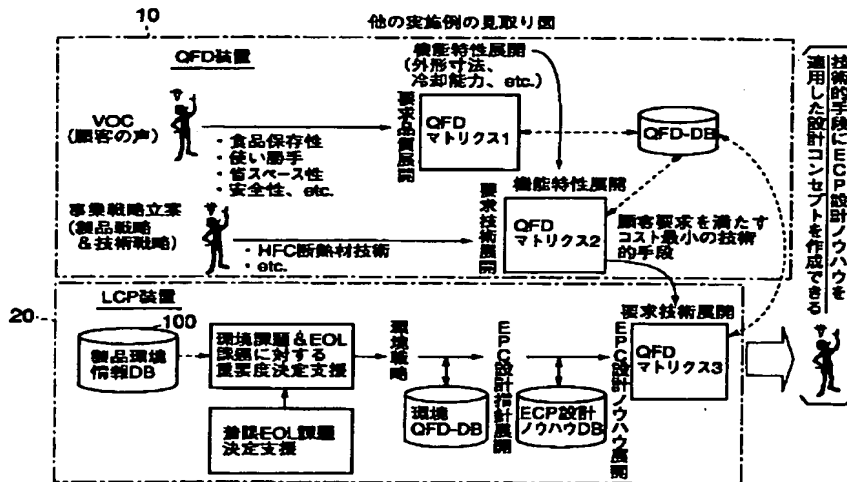 10
他の実施例の見取り図
QFD装置
VOC
(顧客の声)
・食品保存性
・使い勝手
・省スペース性
・安全性、etc.
機能特性展開
(外形寸法、
冷却能力、etc.)
要求品質展開
QFD
マトリクス1
QFD-DB
事業戦略立案
(製品戦略
&技術戦略)
・HFC断熱材技術
・etc.
機能特性展開
要求技術展開
QFD
マトリクス2
顧客要求を満たす
コスト最小の技術
的手段
技術的手段にECP設計ノウハウを
適用した設計コンセプトを作成できる
20
LCP装置
100
製品環境
情報DB
環境課題&EOL
課題に対する
重要度決定支援
EOL課題
決定支援
環境戦略
環境
QFD-DB
EPC設計指針展開
ECP設計
ノウハウDB
EPC設計ノウハウ展開
要求技術展開
QFD
マトリクス3